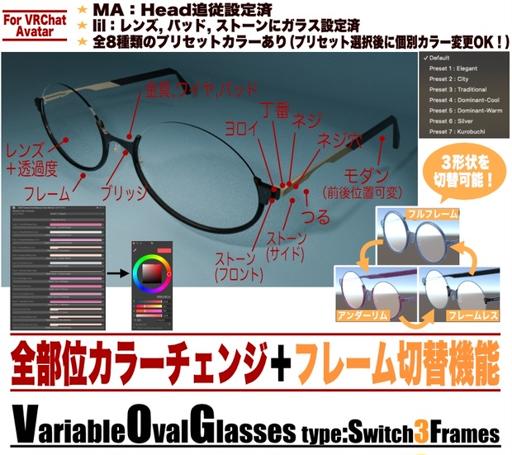 For VRChat
Avatar
★ MA：Head追従設定済
★ lil：レンズ, パッド, ストーンにガラス設定済
★ 全8種類のプリセットカラーあり（プリセット選択後に個別カラー変更OK！）
✓ Default
Preset 1 : Elegant
Preset 2 : City
Preset 3 : Traditional
Preset 4 : Dominant-Cool
Preset 5 : Dominant-Warm
Preset 6 : Silver
Preset 7 : Kurobuchi
金具,ワイヤ,パッド
丁番
ヨロイ
ネジ
ネジ穴
レンズ
＋透過度
フレーム
ブリッジ
モダン
（前後位置可変）
つる
ストーン
（サイド）
ストーン
（フロント）
3形状を
切替可能！
フルフレーム
アンダーリム
フレームレス
全部位カラーチェンジ＋フレーム切替機能
VariableOvalGlasses type:Switch3Frames